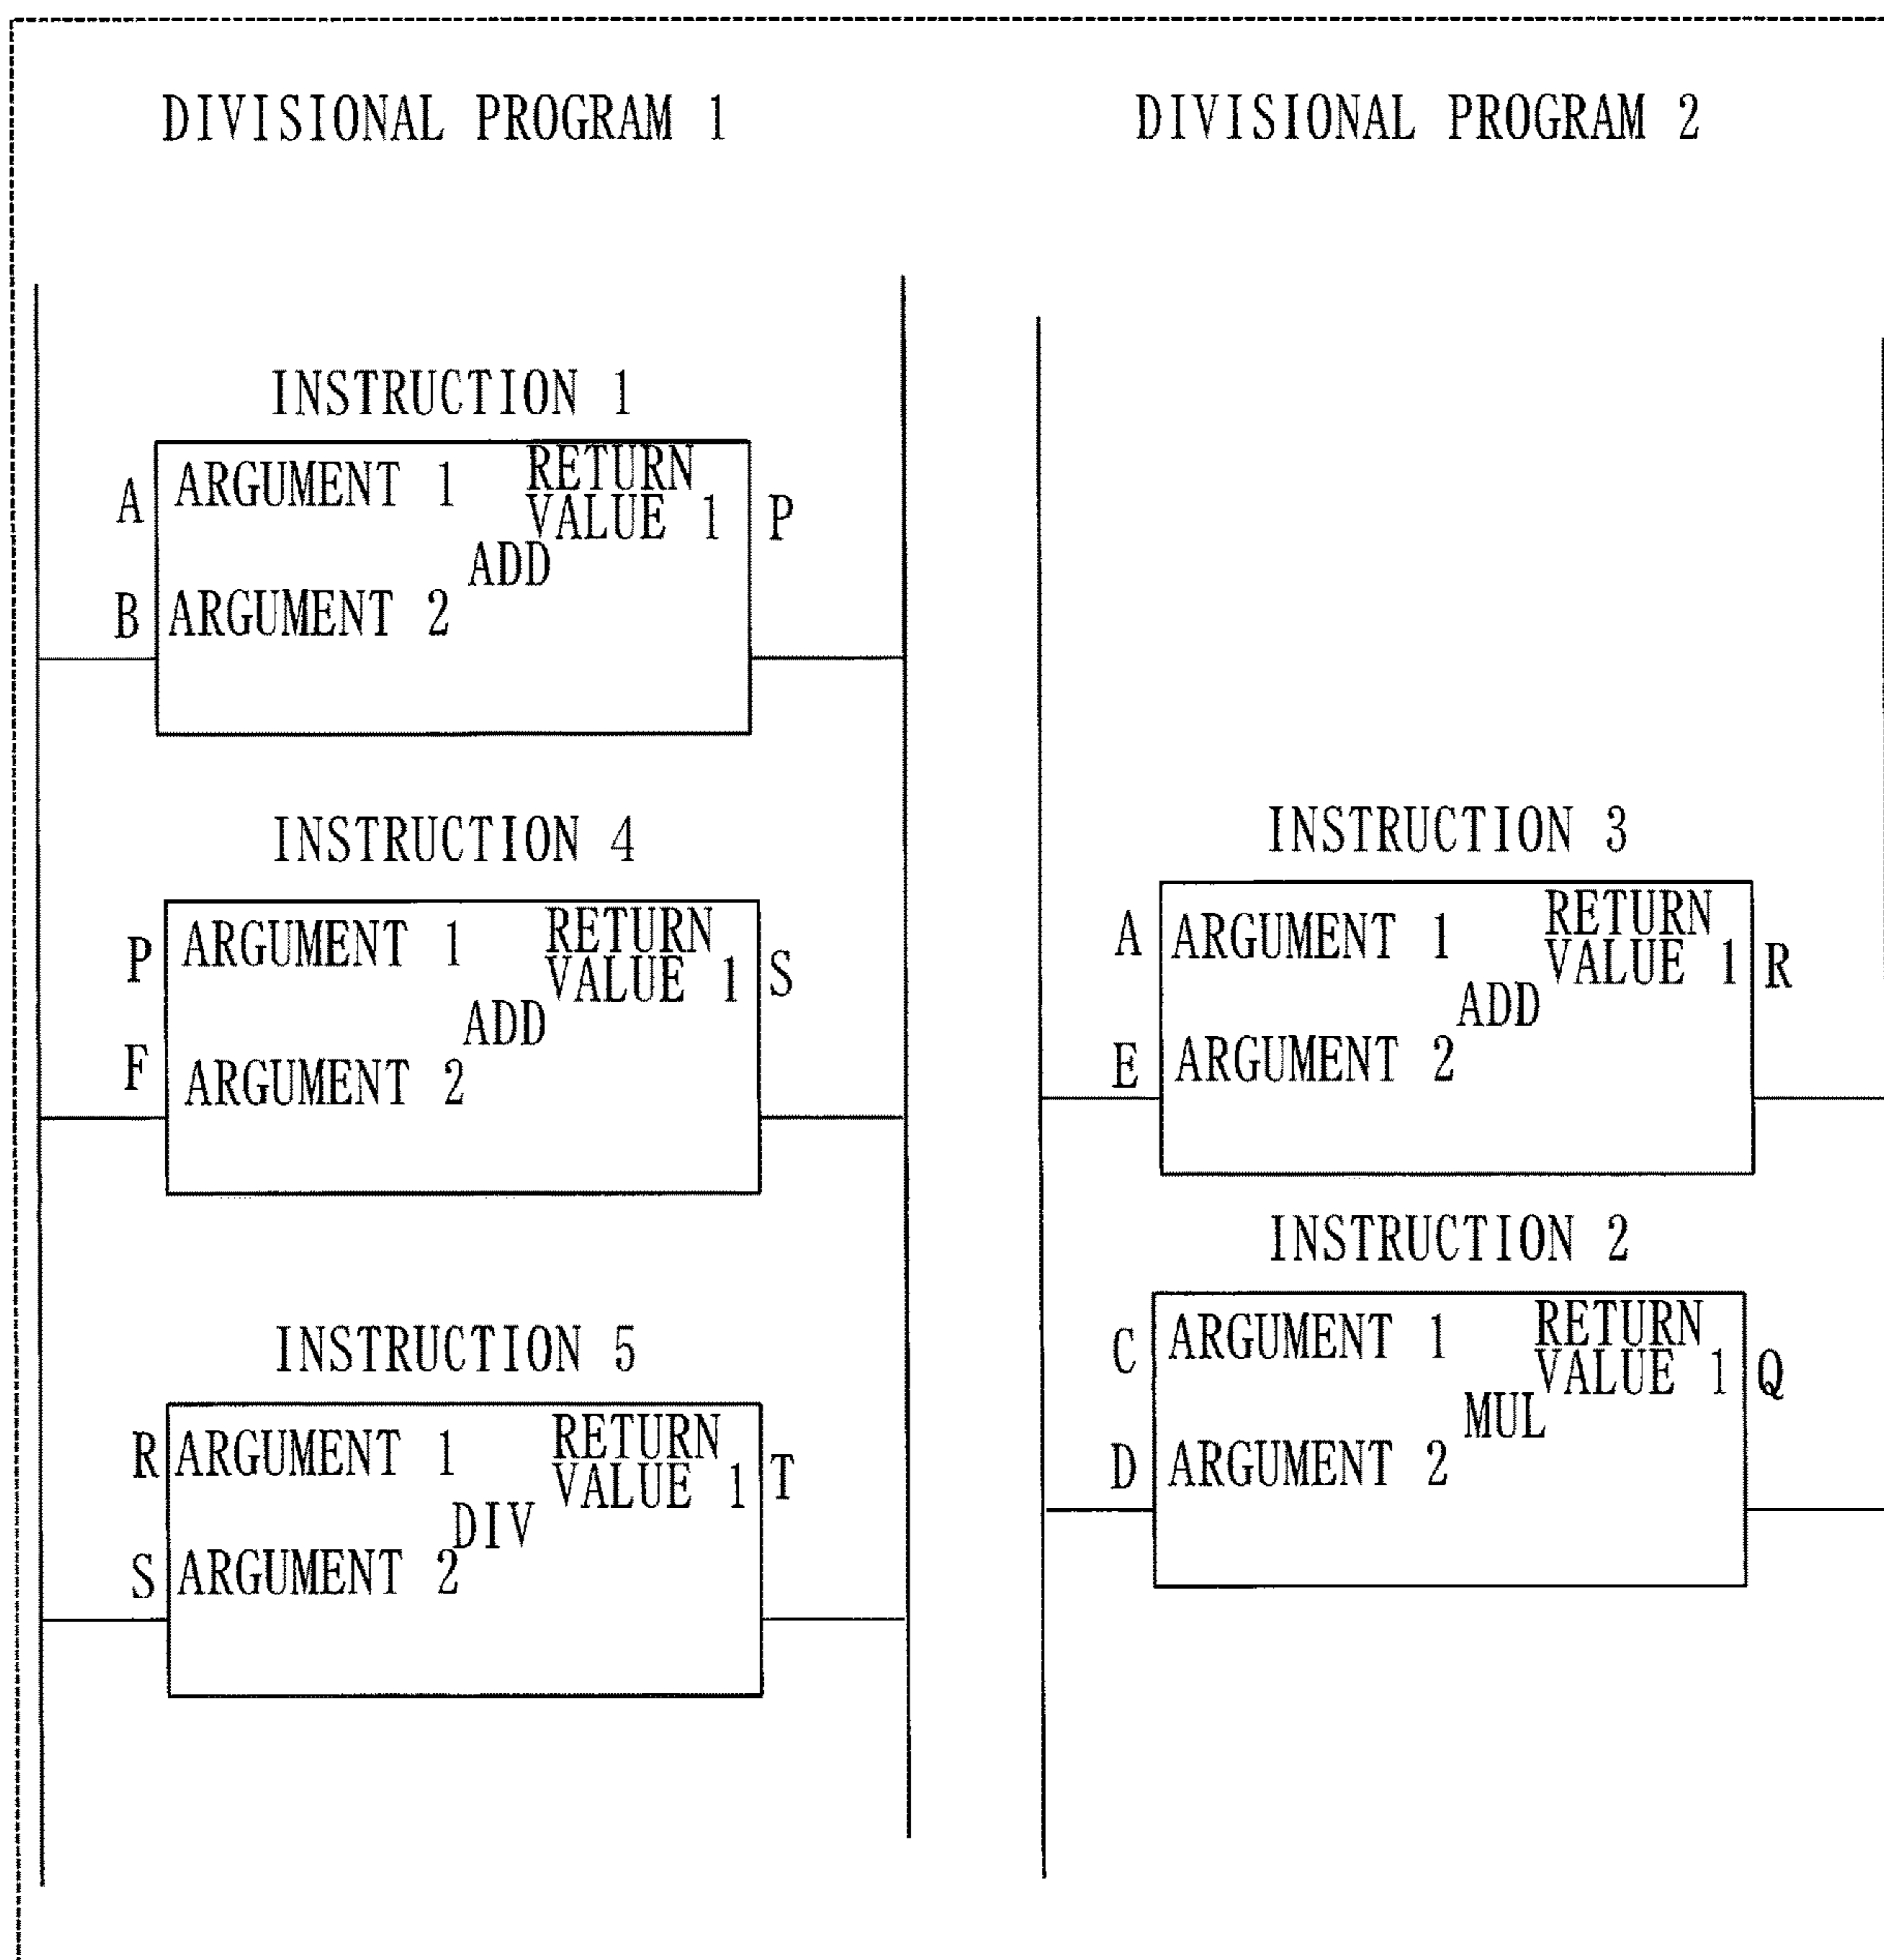 DIVISIONAL PROGRAM 1
INSTRUCTION 1
A
ARGUMENT 1
RETURN
VALUE 1
P
ADD
B
ARGUMENT 2
INSTRUCTION 4
P
ARGUMENT 1
RETURN
VALUE 1
S
ADD
F
ARGUMENT 2
INSTRUCTION 5
R
ARGUMENT 1
RETURN
VALUE 1
T
DIV
S
ARGUMENT 2
DIVISIONAL PROGRAM 2
INSTRUCTION 3
A
ARGUMENT 1
RETURN
VALUE 1
R
ADD
E
ARGUMENT 2
INSTRUCTION 2
C
ARGUMENT 1
RETURN
VALUE 1
Q
MUL
D
ARGUMENT 2